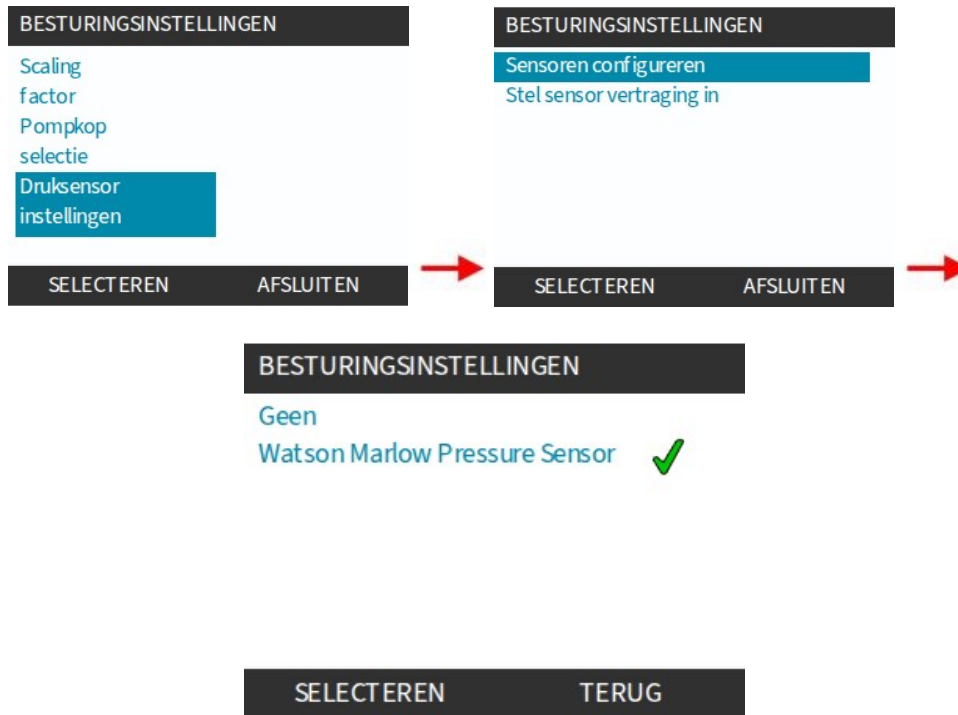 BESTURINGSINSTELLINGEN
Scaling
factor
Pompkop
selectie
Druksensor
instellingen
SELECTEREN AFSLUITEN
BESTURINGSINSTELLINGEN
Sensoren configureren
Stel sensor vertraging in
SELECTEREN AFSLUITEN
BESTURINGSINSTELLINGEN
Geen
Watson Marlow Pressure Sensor
SELECTEREN TERUG